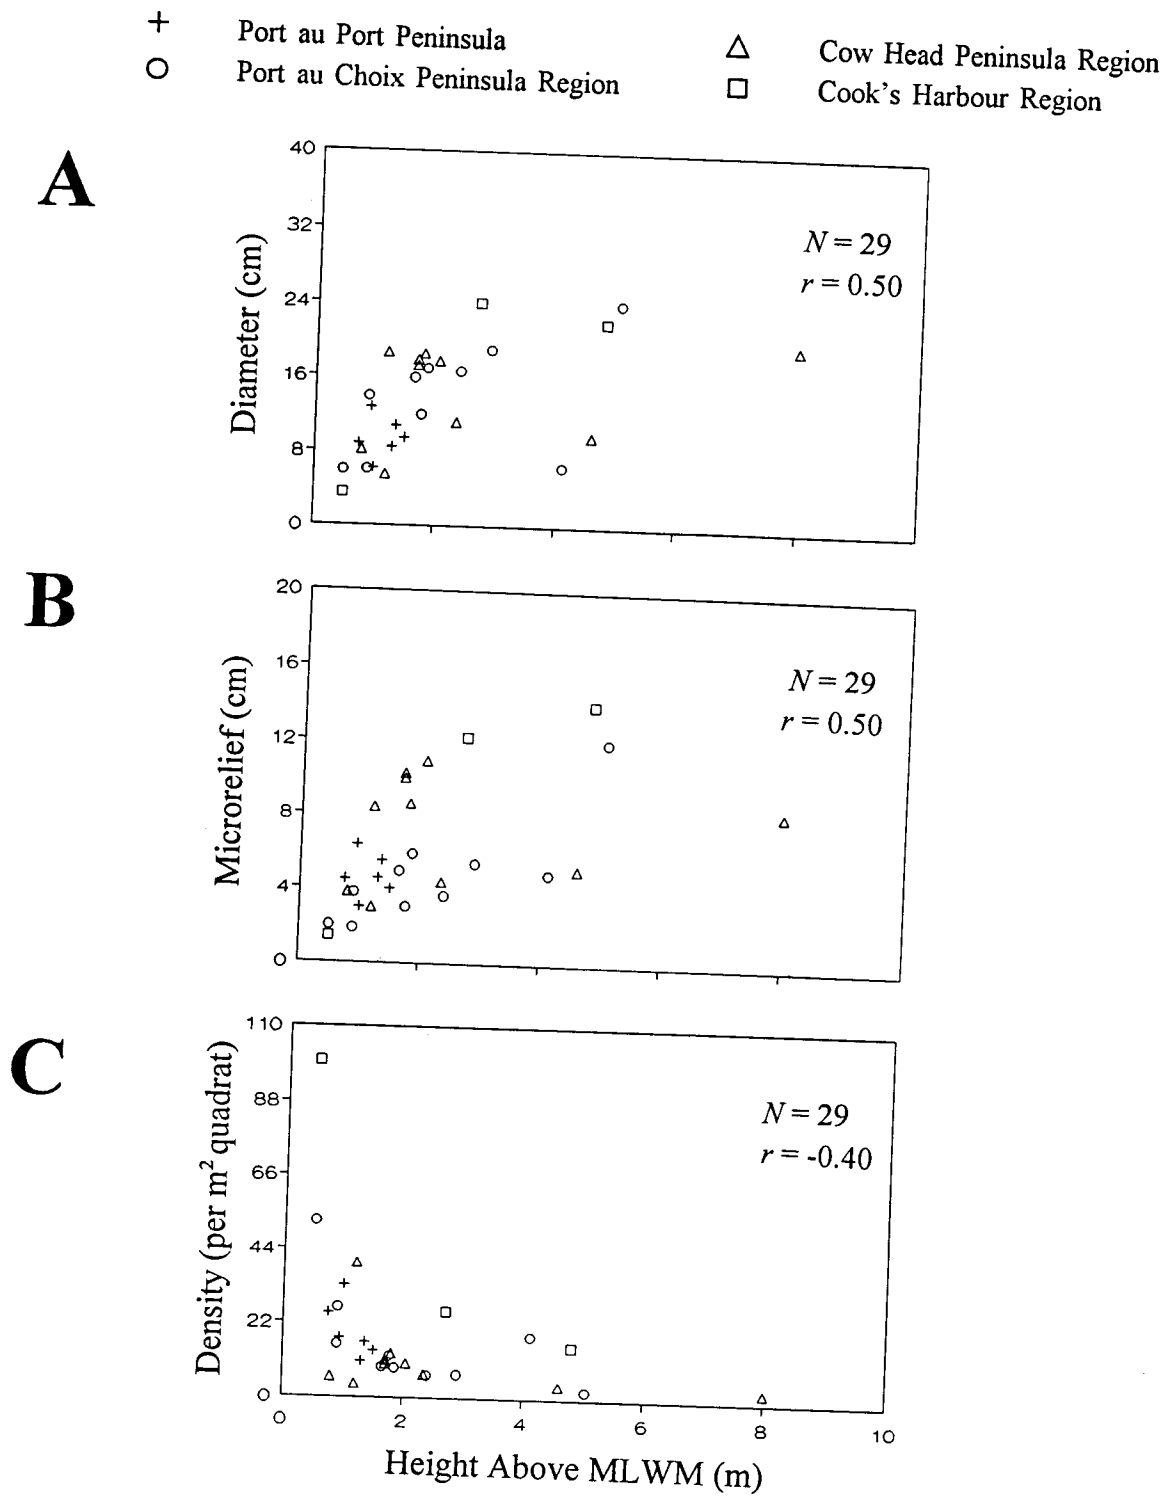 Port au Port Peninsula
Port au Choix Peninsula Region
Cow Head Peninsula Region
Cook's Harbour Region
A
40
32
24
16
8
0
Diameter (cm)
N = 29
r = 0.50
B
20
16
12
8
4
0
Microrelief (cm)
N = 29
r = 0.50
C
110
88
66
44
22
0
Density (per m² quadrat)
N = 29
r = -0.40
0 2 4 6 8 10
Height Above MLWM (m)